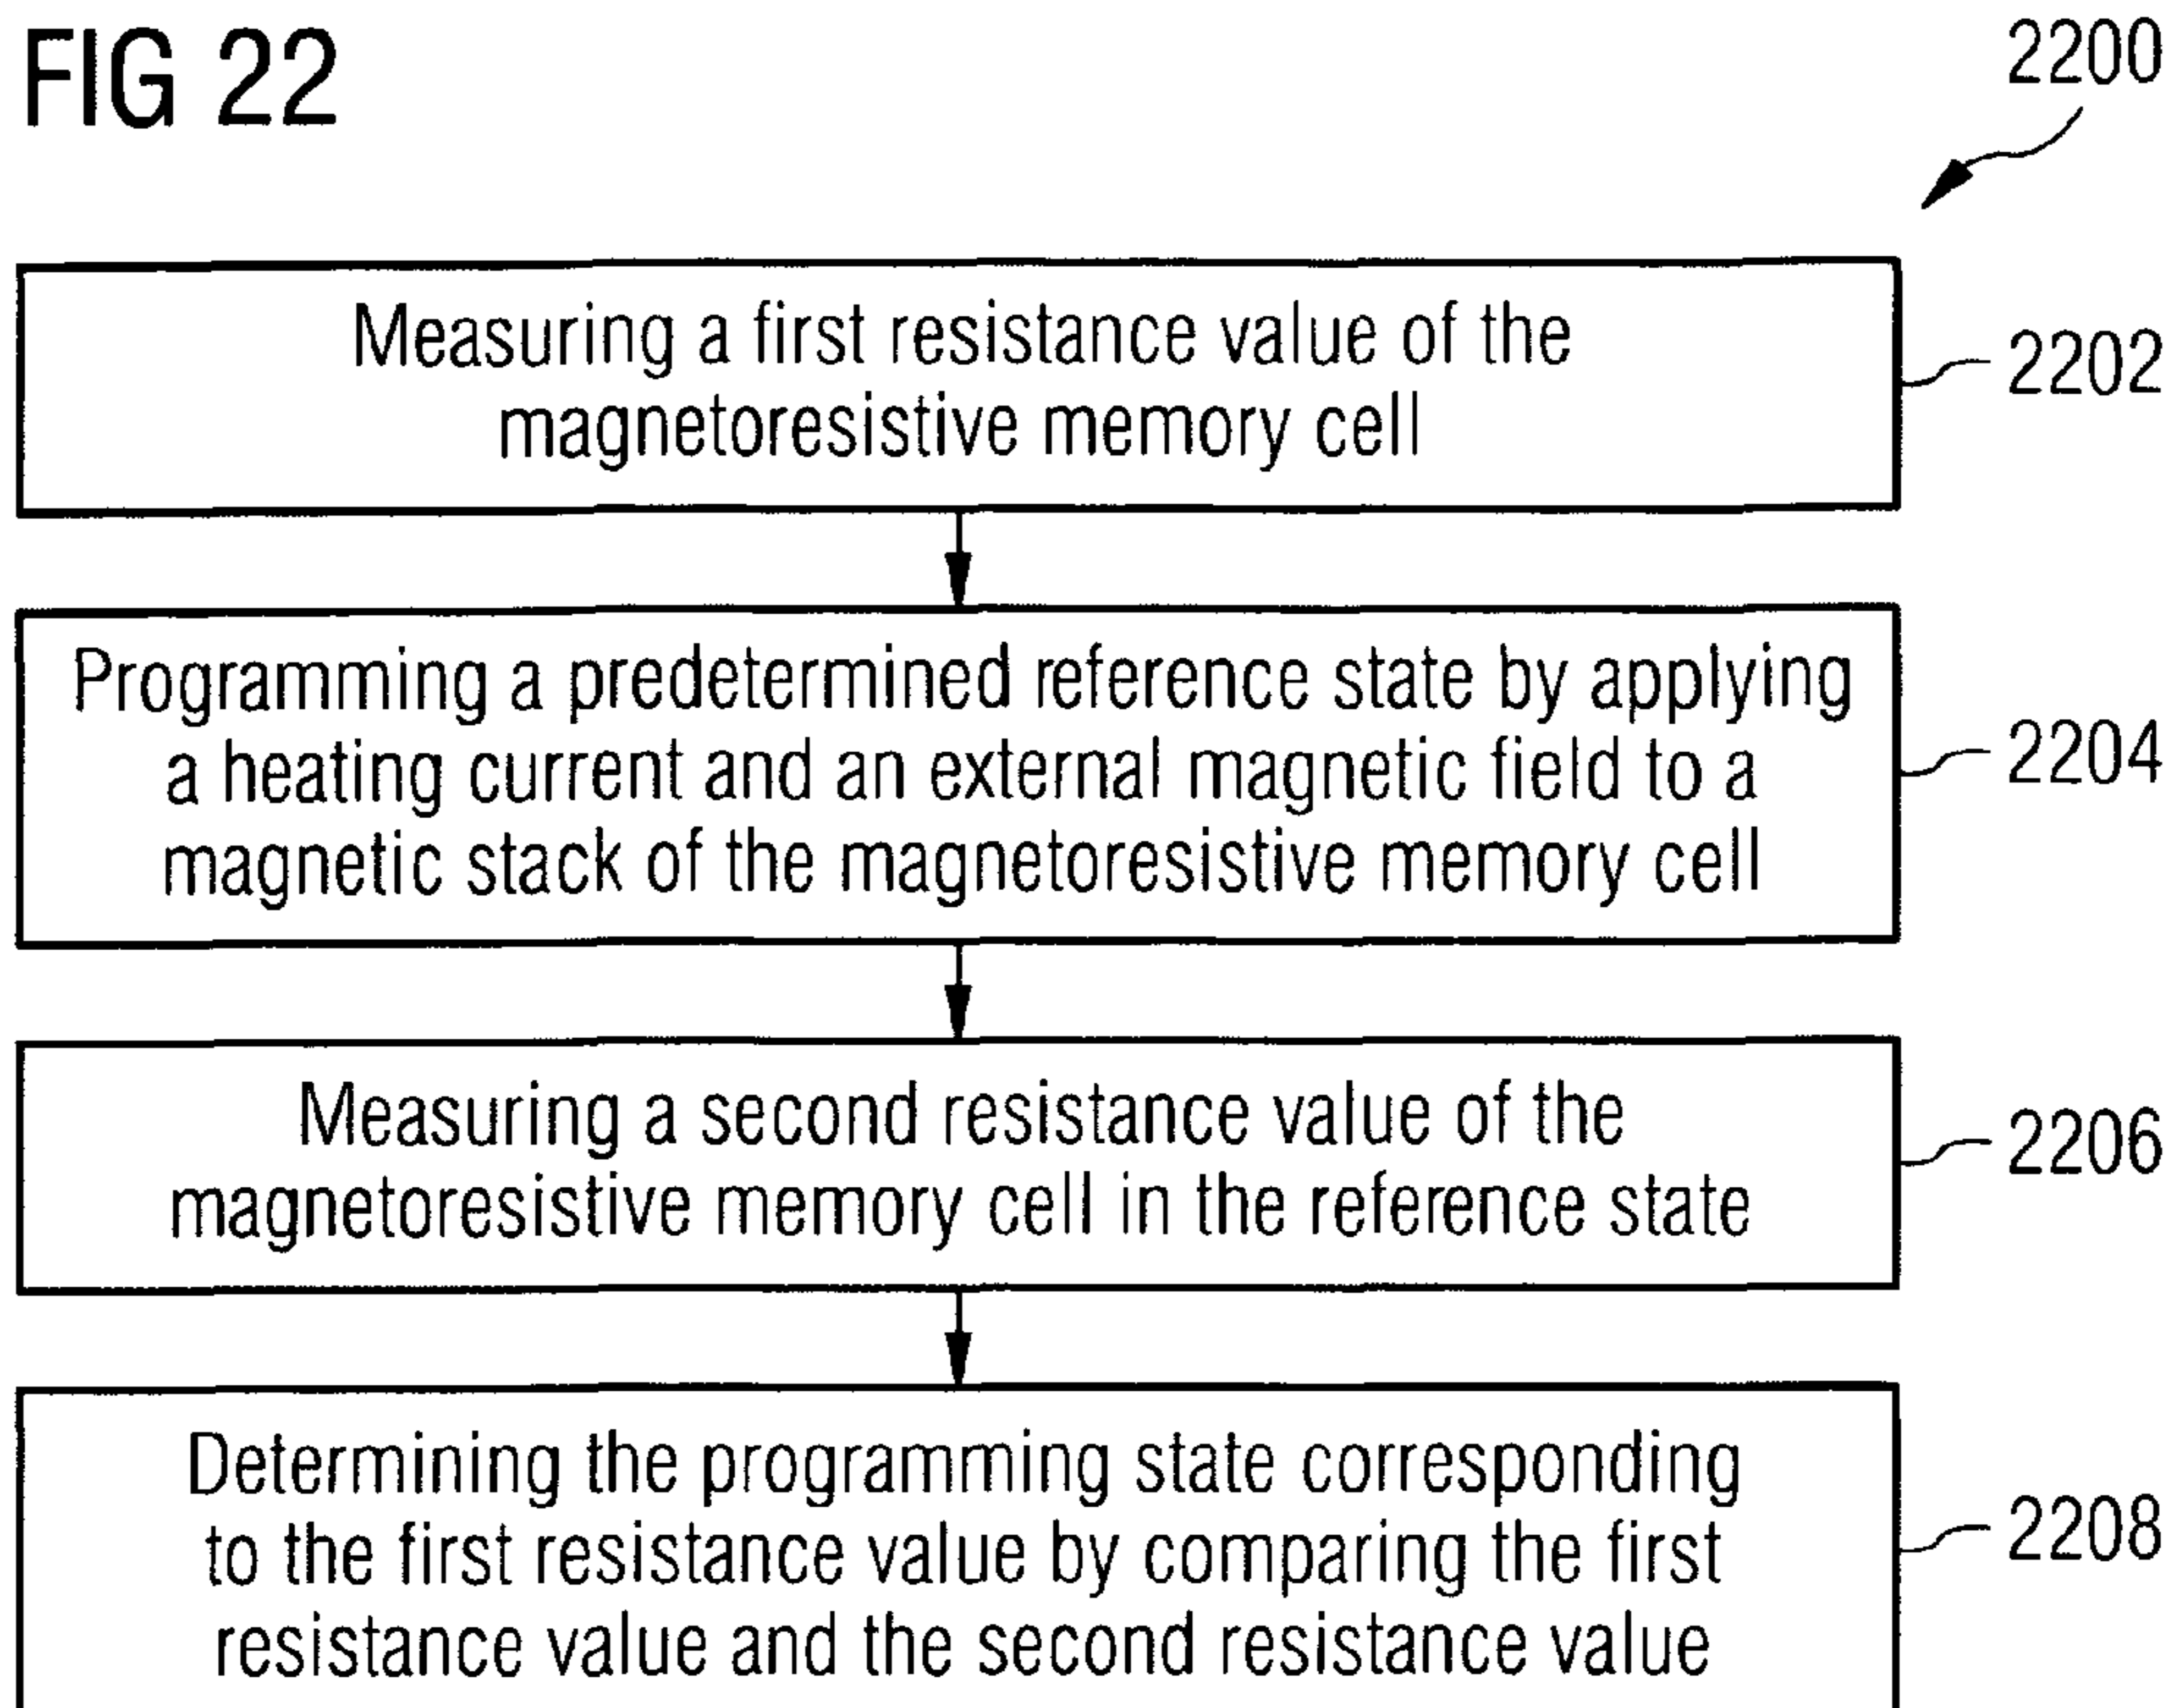 FIG 22
2200
Measuring a first resistance value of the
magnetoresistive memory cell
2202
Programming a predetermined reference state by applying
a heating current and an external magnetic field to a
magnetic stack of the magnetoresistive memory cell
2204
Measuring a second resistance value of the
magnetoresistive memory cell in the reference state
2206
Determining the programming state corresponding
to the first resistance value by comparing the first
resistance value and the second resistance value
2208